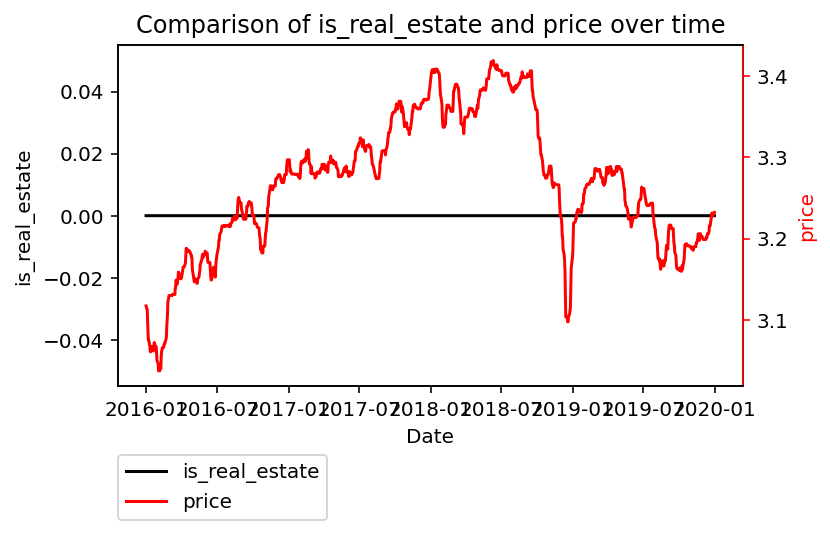 Comparison of is_real_estate and price over time
is_real_estate
0.04
0.02
0.00
−0.02
−0.04
3.4
3.3
3.2
3.1
price
2016-01 2016-07 2017-01 2017-07 2018-01 2018-07 2019-01 2019-07 2020-01
Date
is_real_estate
price